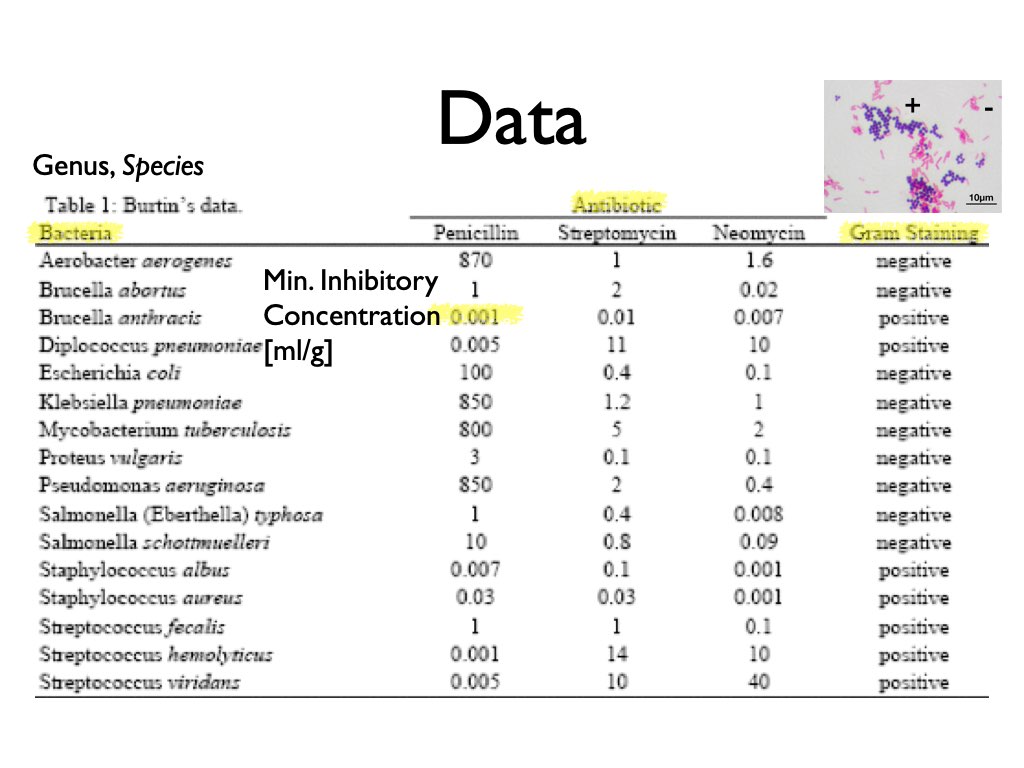 Data
+ -
10µm
Genus, Species
Table 1: Burtin's data.
Antibiotic
Bacteria Penicillin Streptomycin Neomycin Gram Staining
Aerobacter aerogenes 870 1 1.6 negative
Brucella abortus 1 2 0.02 negative
Brucella anthracis 0.001 0.01 0.007 positive
Diplococcus pneumoniae 0.005 11 10 positive
Escherichia coli 100 0.4 0.1 negative
Klebsiella pneumoniae 850 1.2 1 negative
Mycobacterium tuberculosis 800 5 2 negative
Proteus vulgaris 3 0.1 0.1 negative
Pseudomonas aeruginosa 850 2 0.4 negative
Salmonella (Eberthella) typhosa 1 0.4 0.008 negative
Salmonella schottmuelleri 10 0.8 0.09 negative
Staphylococcus albus 0.007 0.1 0.001 positive
Staphylococcus aureus 0.03 0.03 0.001 positive
Streptococcus fecalis 1 1 0.1 positive
Streptococcus hemolyticus 0.001 14 10 positive
Streptococcus viridans 0.005 10 40 positive
Min. Inhibitory
Concentration
[ml/g]